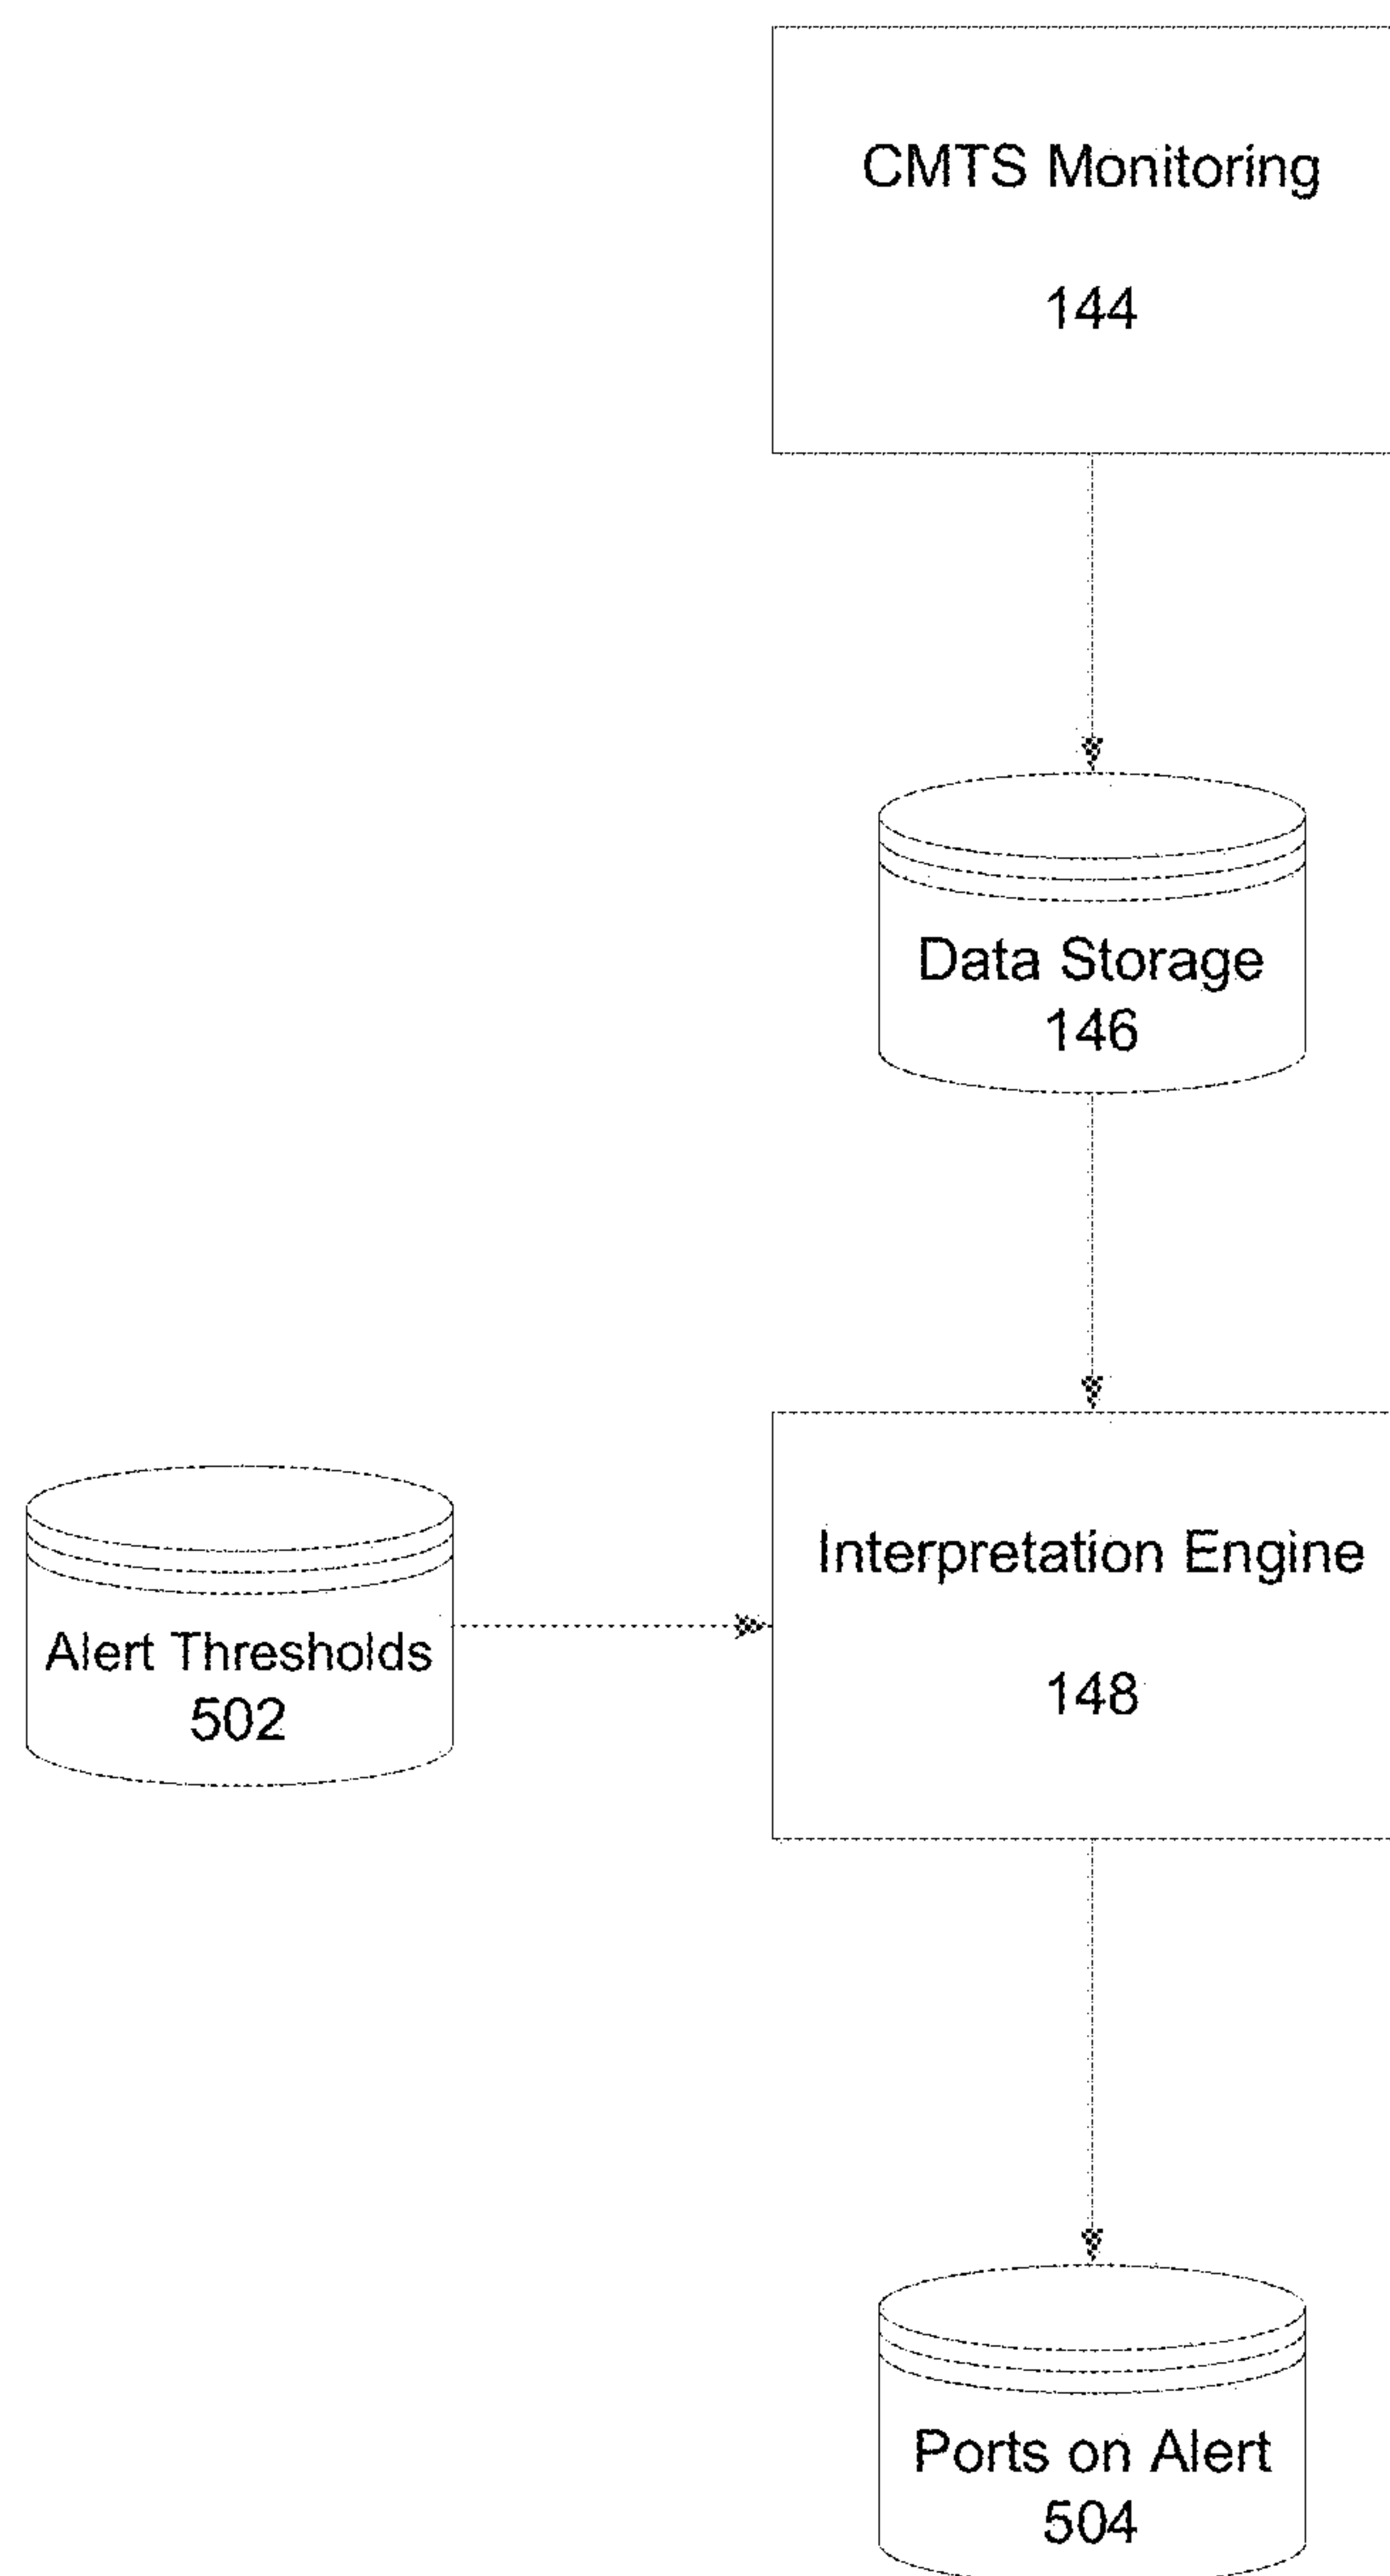 CMTS Monitoring
144
Data Storage
146
Interpretation Engine
148
Alert Thresholds
502
Ports on Alert
504